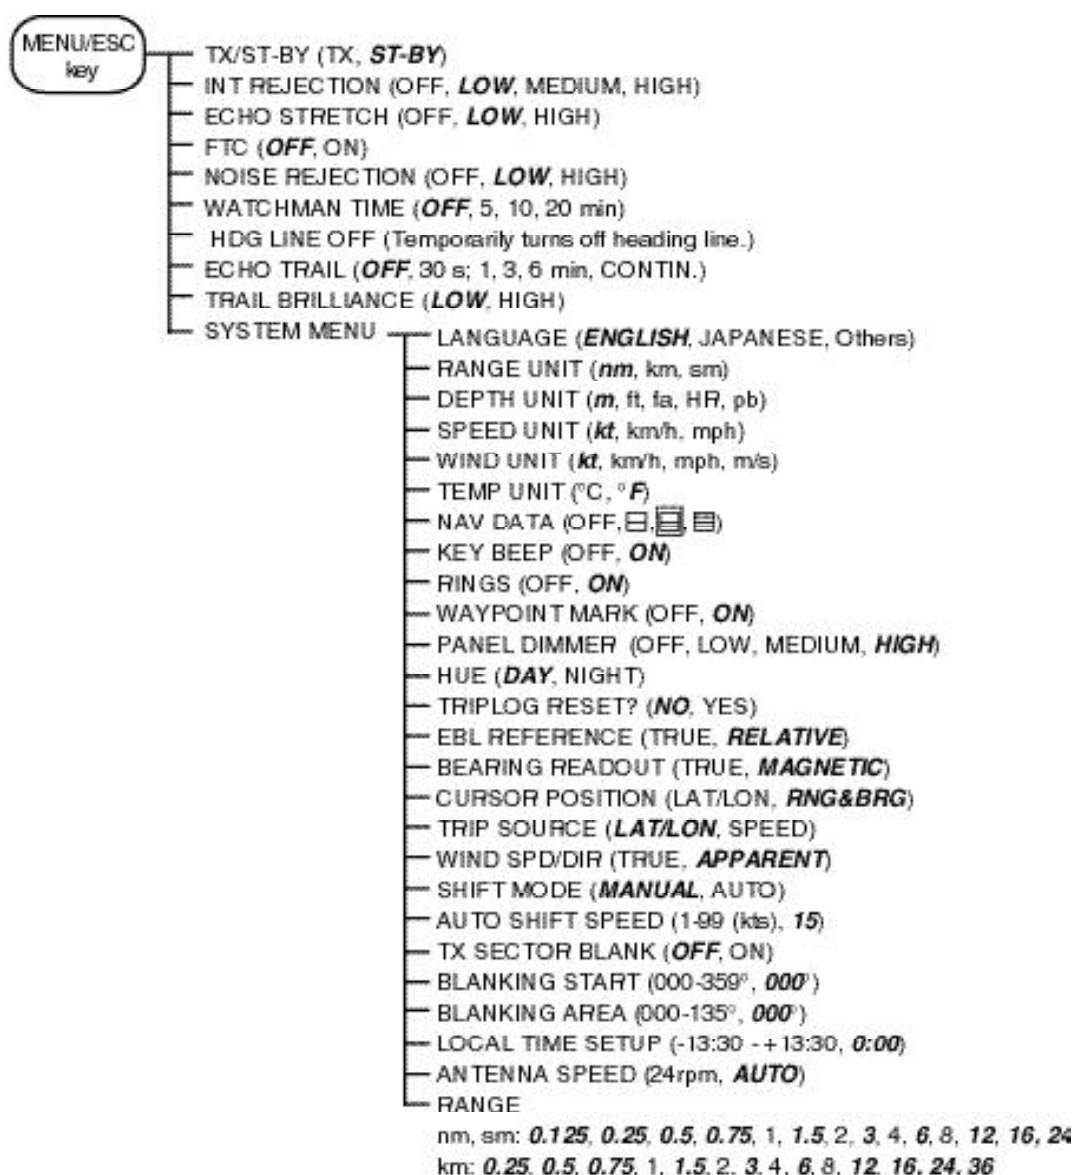 MENU/ESC
key
TX/ST-BY (TX, ST-BY)
INT REJECTION (OFF, LOW, MEDIUM, HIGH)
ECHO STRETCH (OFF, LOW, HIGH)
FTC (OFF, ON)
NOISE REJECTION (OFF, LOW, HIGH)
WATCHMAN TIME (OFF, 5, 10, 20 min)
HDG LINE OFF (Temporarily turns off heading line.)
ECHO TRAIL (OFF, 30 s; 1, 3, 6 min, CONTIN.)
TRAIL BRILLIANCE (LOW, HIGH)
SYSTEM MENU
LANGUAGE (ENGLISH, JAPANESE, Others)
RANGE UNIT (nm, km, sm)
DEPTH UNIT (m, ft, fa, HR, pb)
SPEED UNIT (kt, km/h, mph)
WIND UNIT (kt, km/h, mph, m/s)
TEMP UNIT (°C, °F)
NAV DATA (OFF, , , )
KEY BEEP (OFF, ON)
RINGS (OFF, ON)
WAYPOINT MARK (OFF, ON)
PANEL DIMMER (OFF, LOW, MEDIUM, HIGH)
HUE (DAY, NIGHT)
TRIPLOG RESET? (NO, YES)
EBL REFERENCE (TRUE, RELATIVE)
BEARING READOUT (TRUE, MAGNETIC)
CURSOR POSITION (LAT/LON, RNG&BRG)
TRIP SOURCE (LAT/LON, SPEED)
WIND SPD/DIR (TRUE, APPARENT)
SHIFT MODE (MANUAL, AUTO)
AUTO SHIFT SPEED (1-99 (kts), 15)
TX SECTOR BLANK (OFF, ON)
BLANKING START (000-359°, 000°)
BLANKING AREA (000-135°, 000°)
LOCAL TIME SETUP (-13:30 - +13:30, 0:00)
ANTENNA SPEED (24rpm, AUTO)
RANGE
nm, sm: 0.125, 0.25, 0.5, 0.75, 1, 1.5, 2, 3, 4, 6, 8, 12, 16, 24
km: 0.25, 0.5, 0.75, 1, 1.5, 2, 3, 4, 6, 8, 12, 16, 24, 36